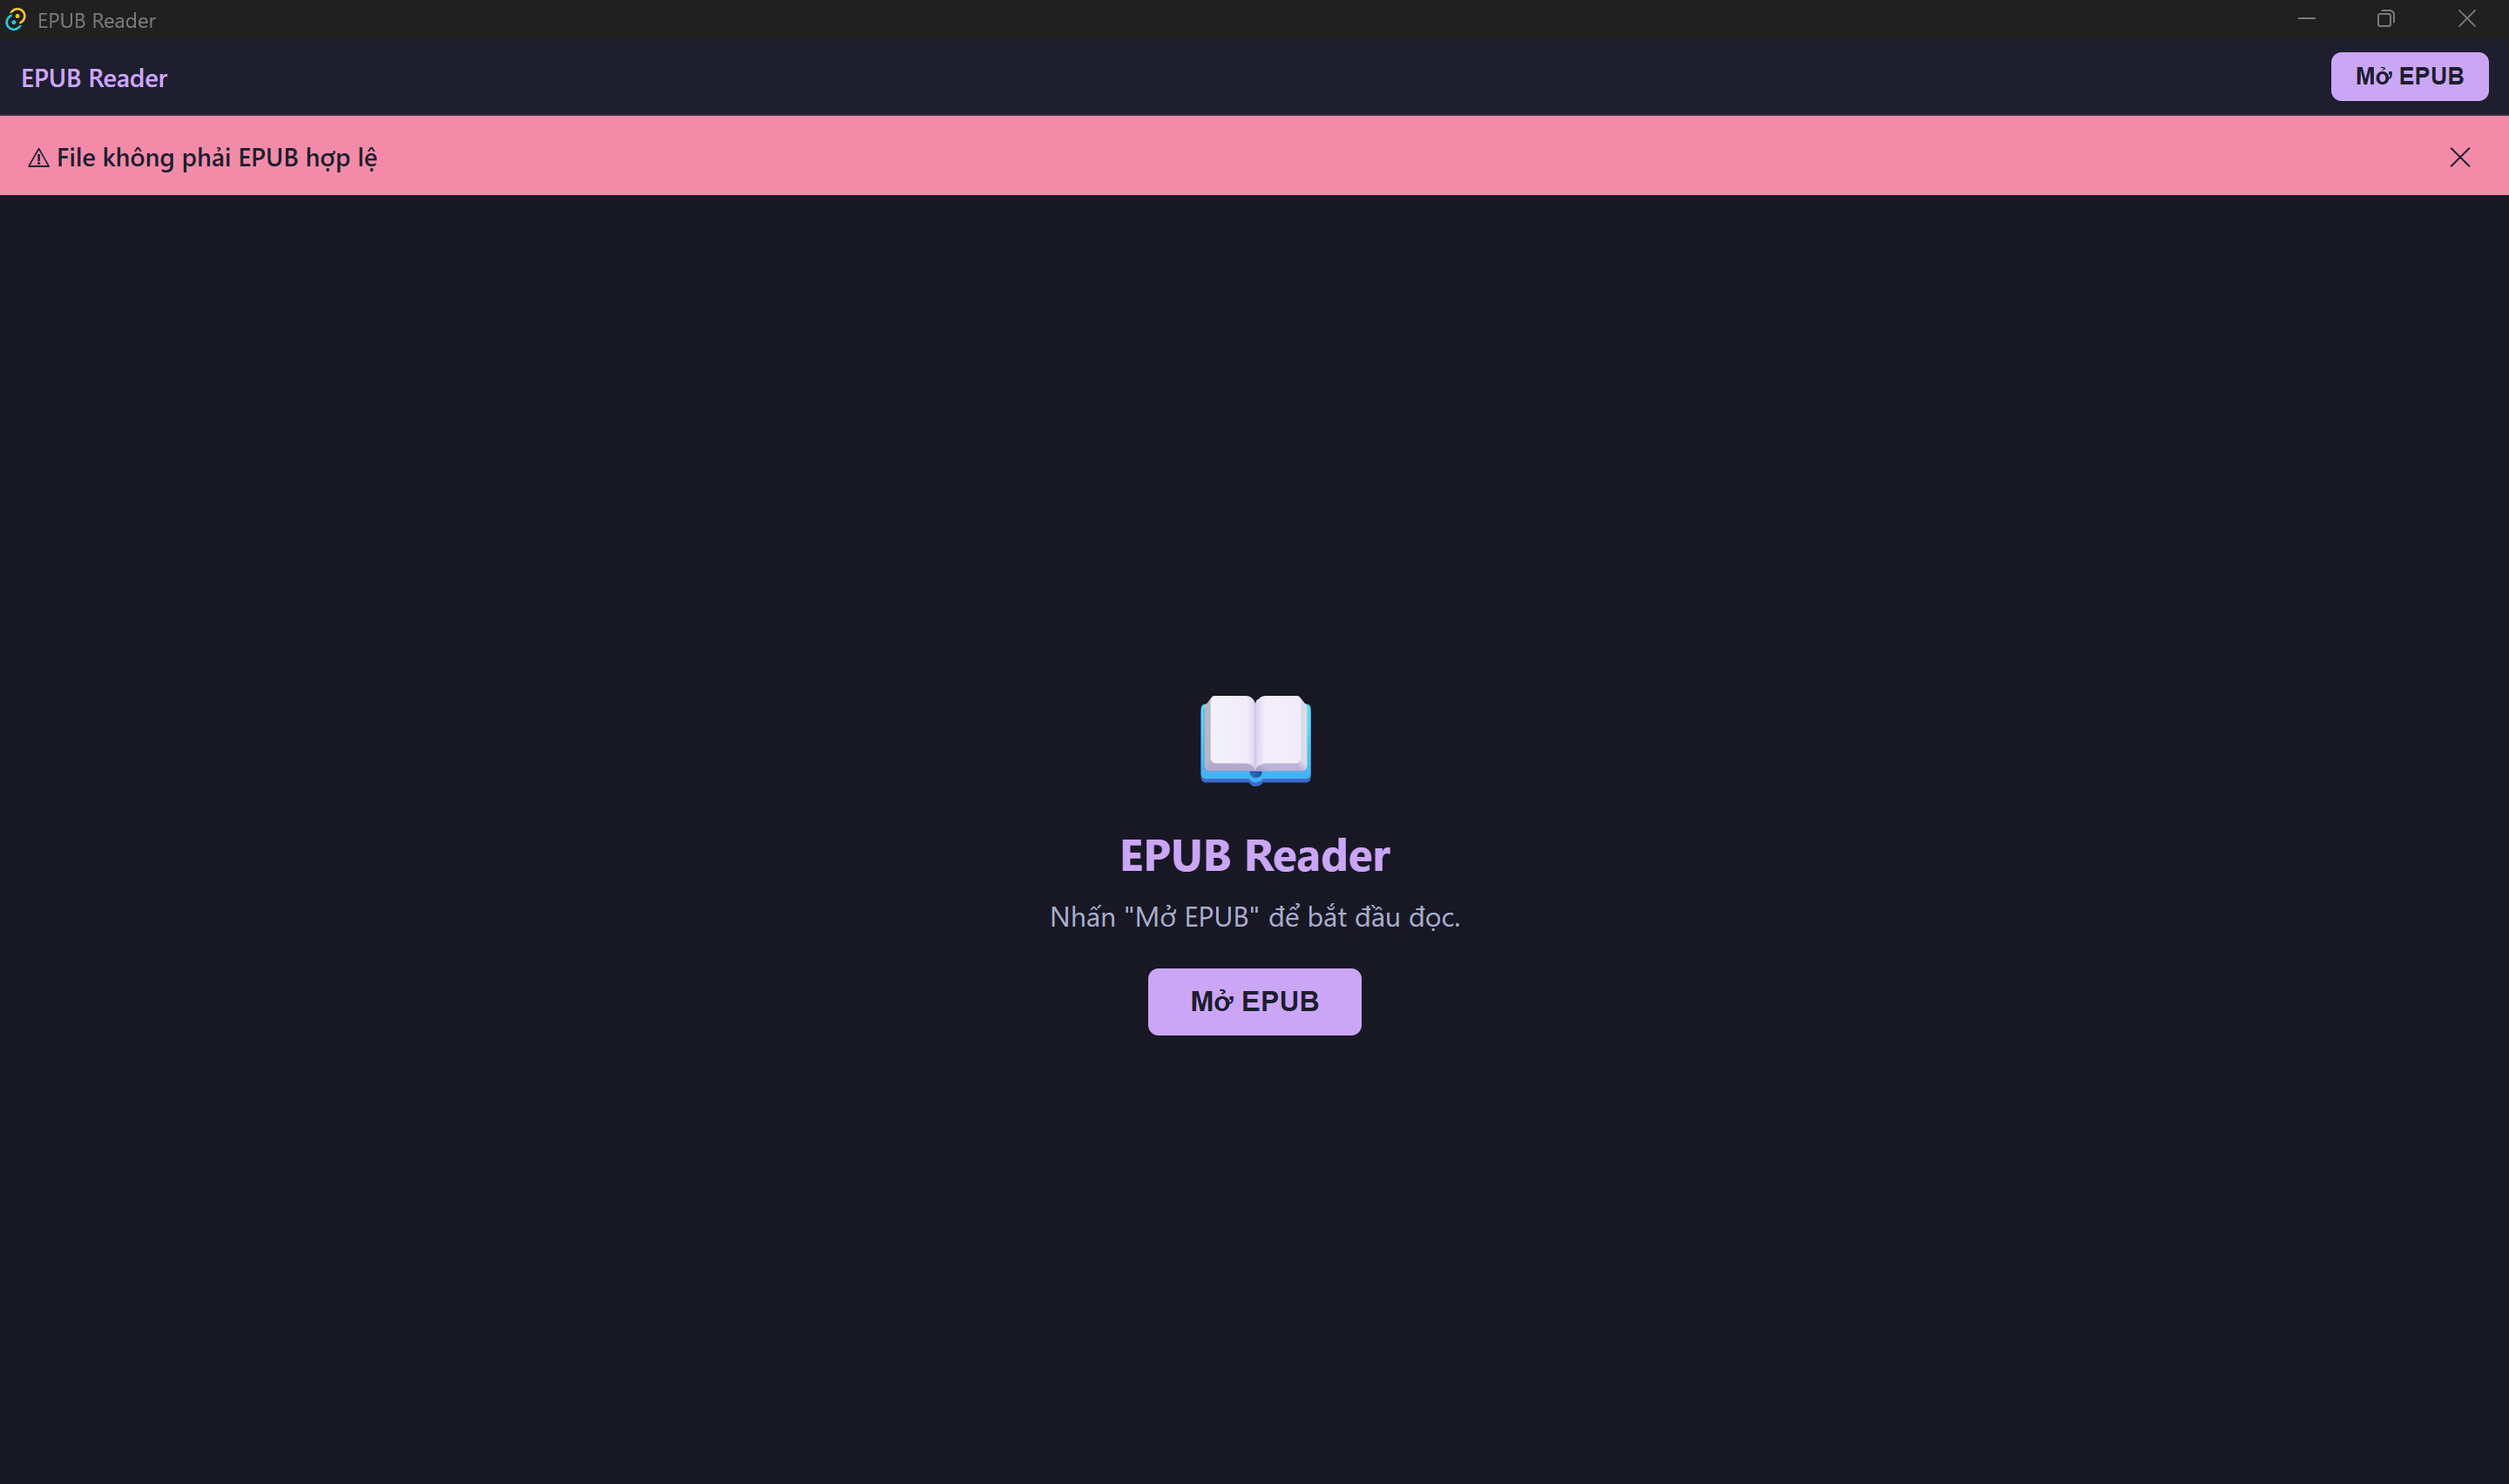 EPUB Reader
EPUB Reader
Mở EPUB
⚠ File không phải EPUB hợp lệ
EPUB Reader
Nhấn "Mở EPUB" để bắt đầu đọc.
Mở EPUB